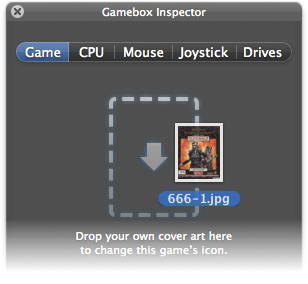 Gamebox Inspector
Game CPU Mouse Joystick Drives
666-1.jpg
Drop your own cover art here
to change this game's icon.